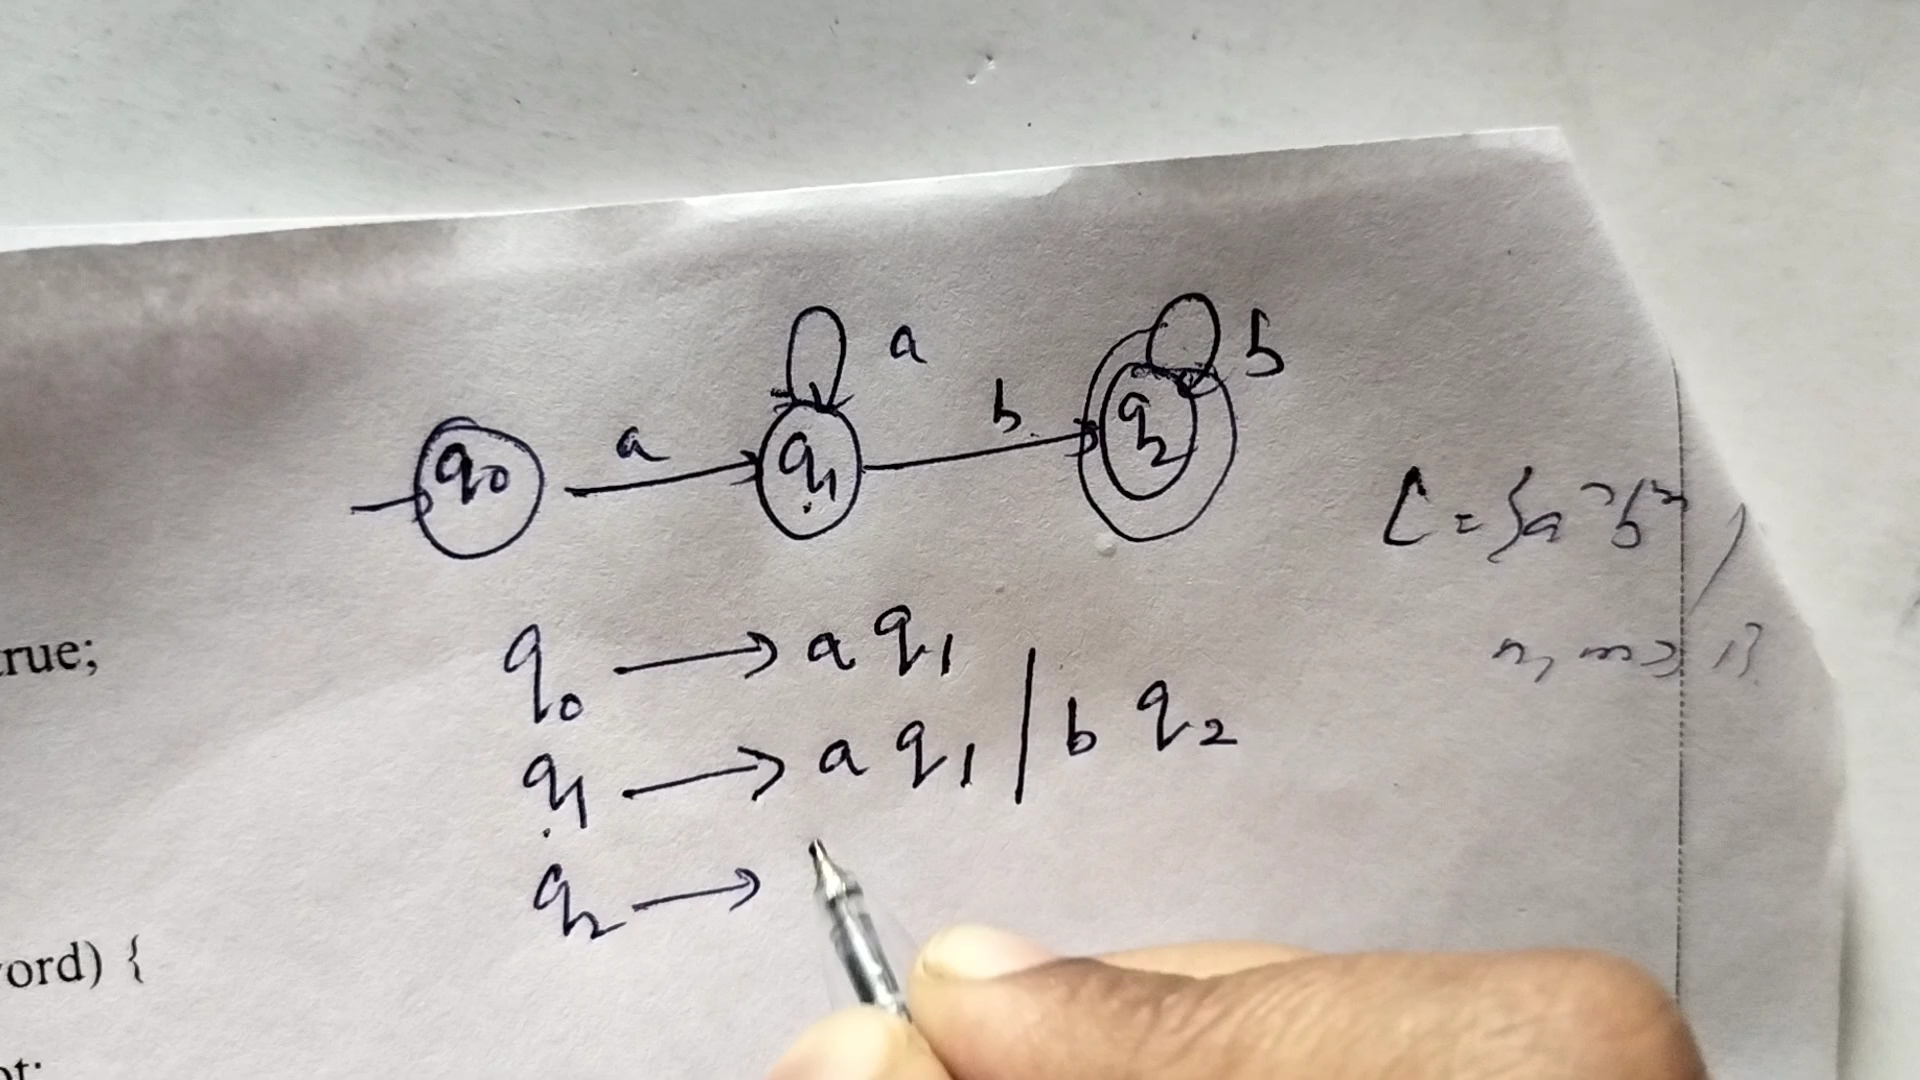 a b
a b
q0 q1 q2
L = {a^n b^m /
n, m ≥ 1}
q0 → a q1
rue;
q1 → a q1 / b q2
q2 →
ord) {